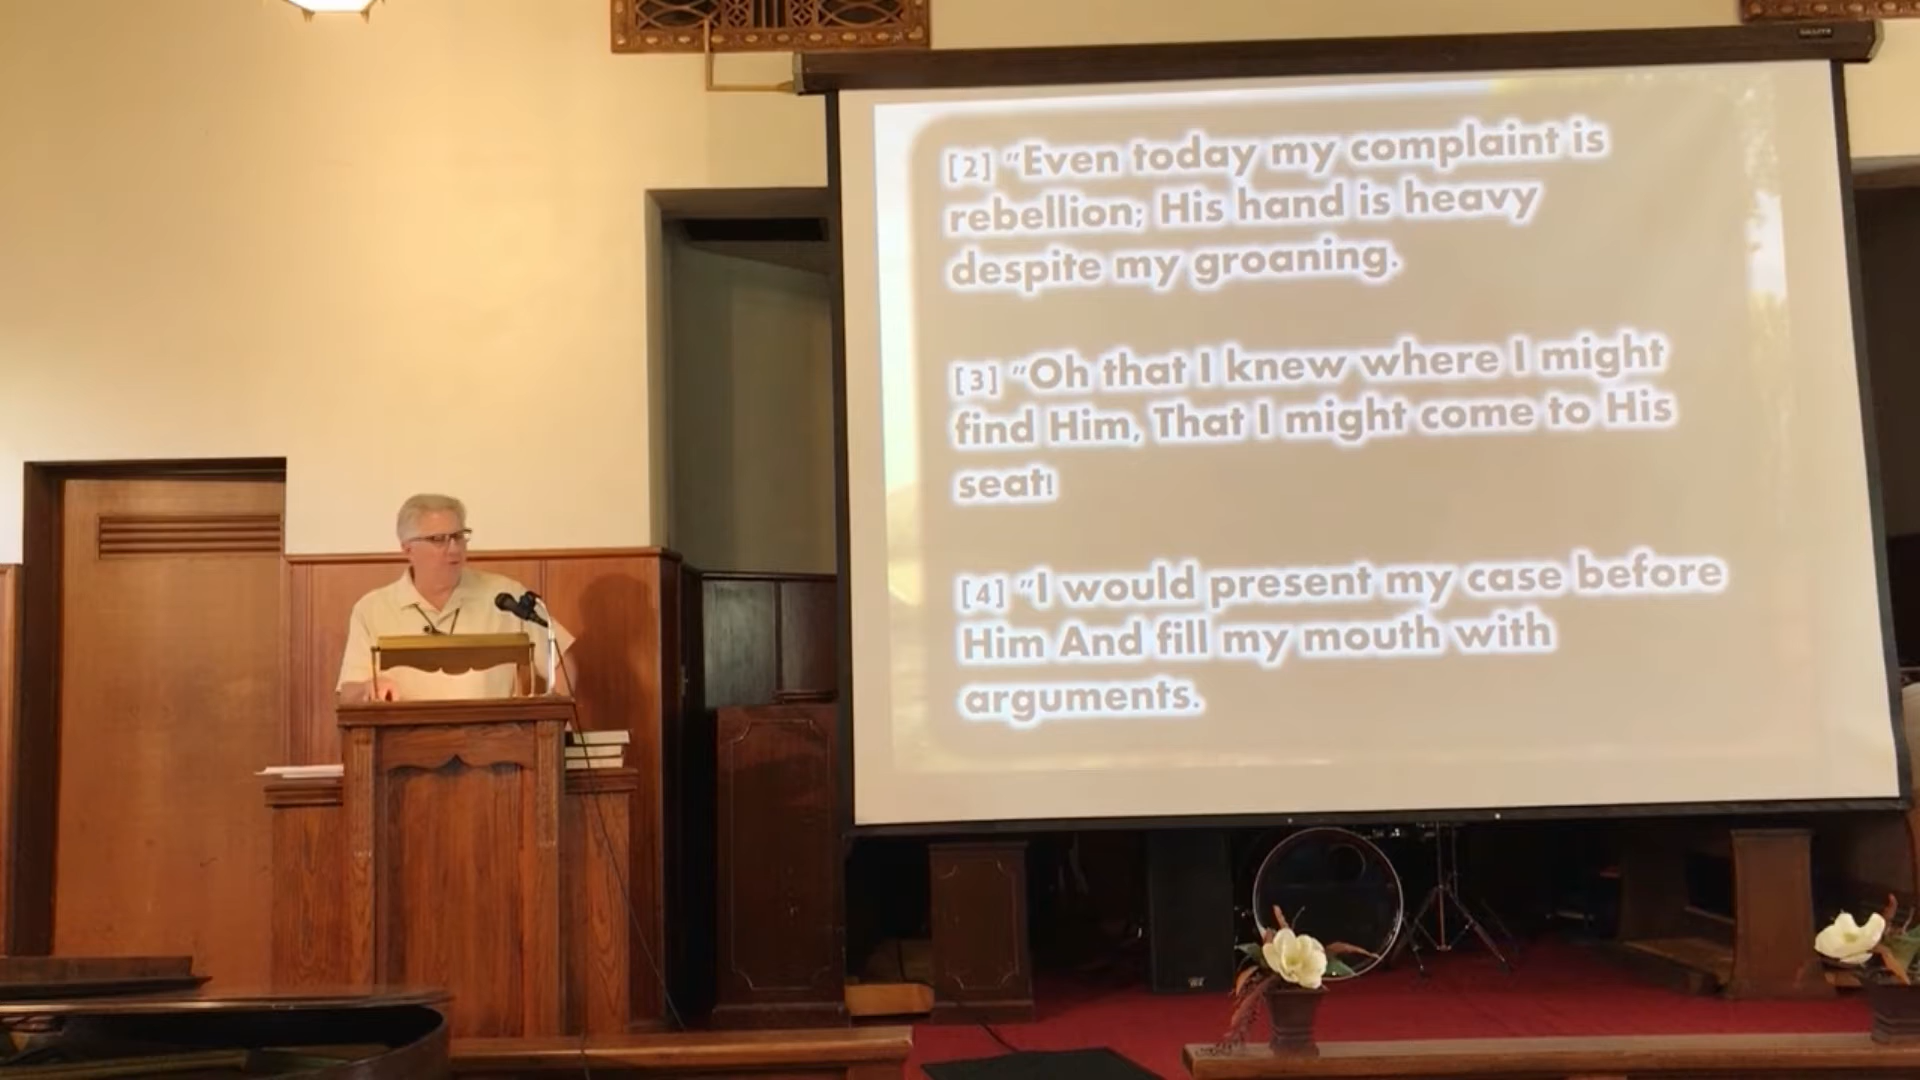 [2] "Even today my complaint is
rebellion; His hand is heavy
despite my groaning.
[3] "Oh that I knew where I might
find Him, That I might come to His
seat!
[4] "I would present my case before
Him And fill my mouth with
arguments.